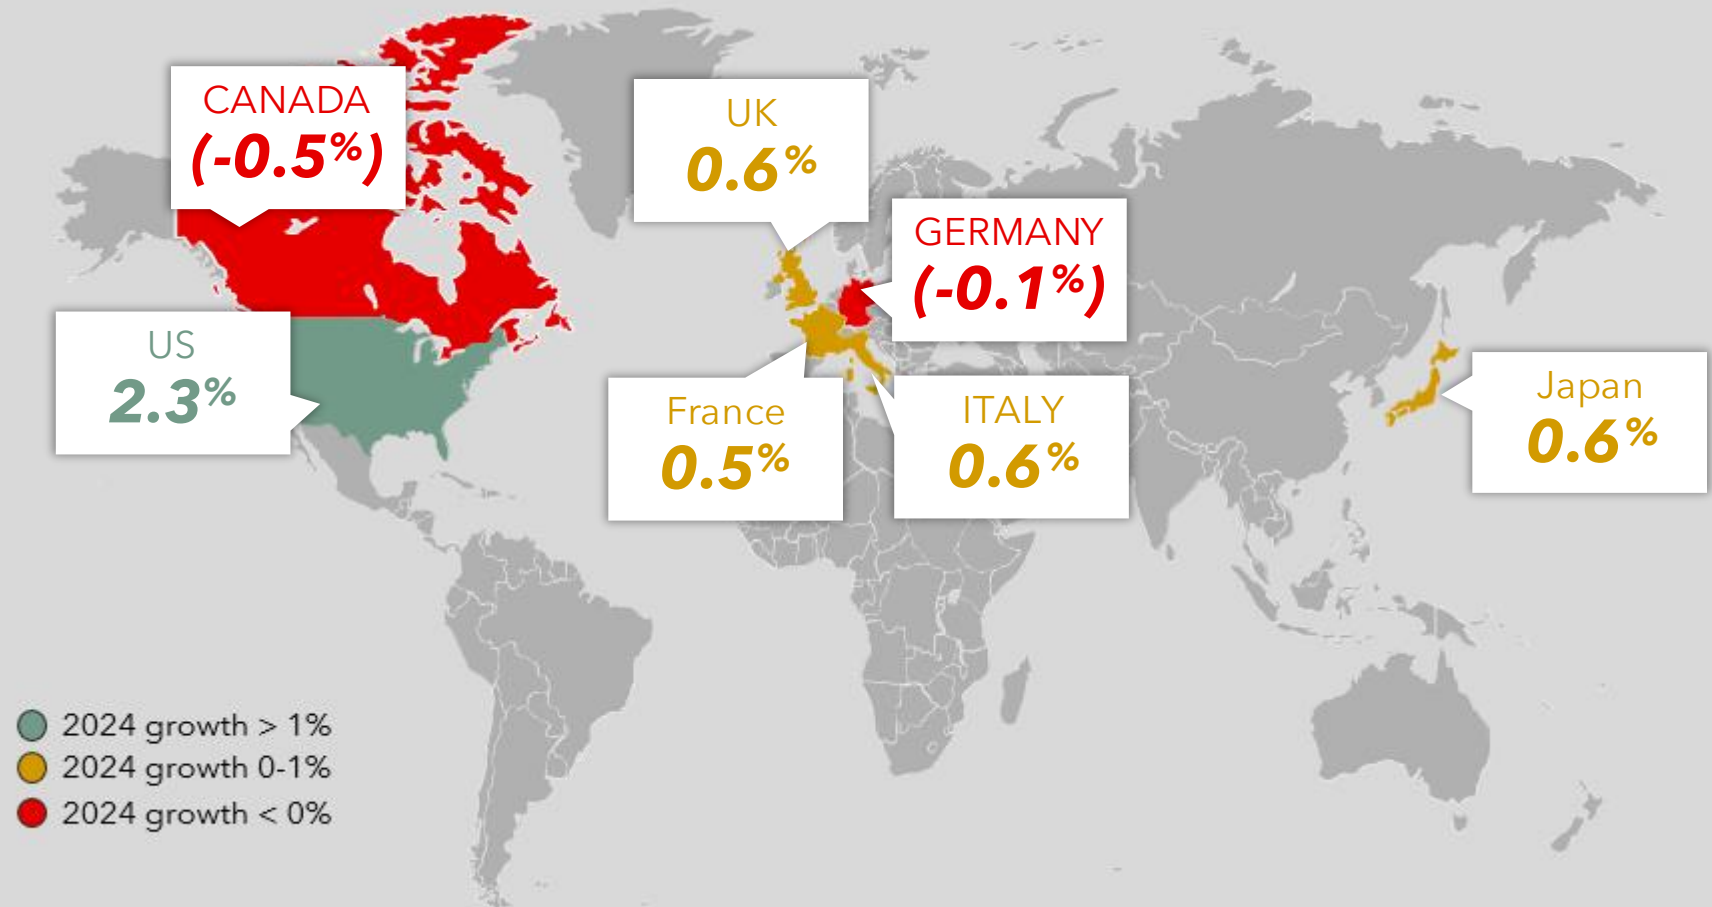 CANADA
(-0.5%)
UK
0.6%
GERMANY
(-0.1%)
US
2.3%
France
0.5%
ITALY
0.6%
Japan
0.6%
2024 growth > 1%
2024 growth 0-1%
2024 growth < 0%